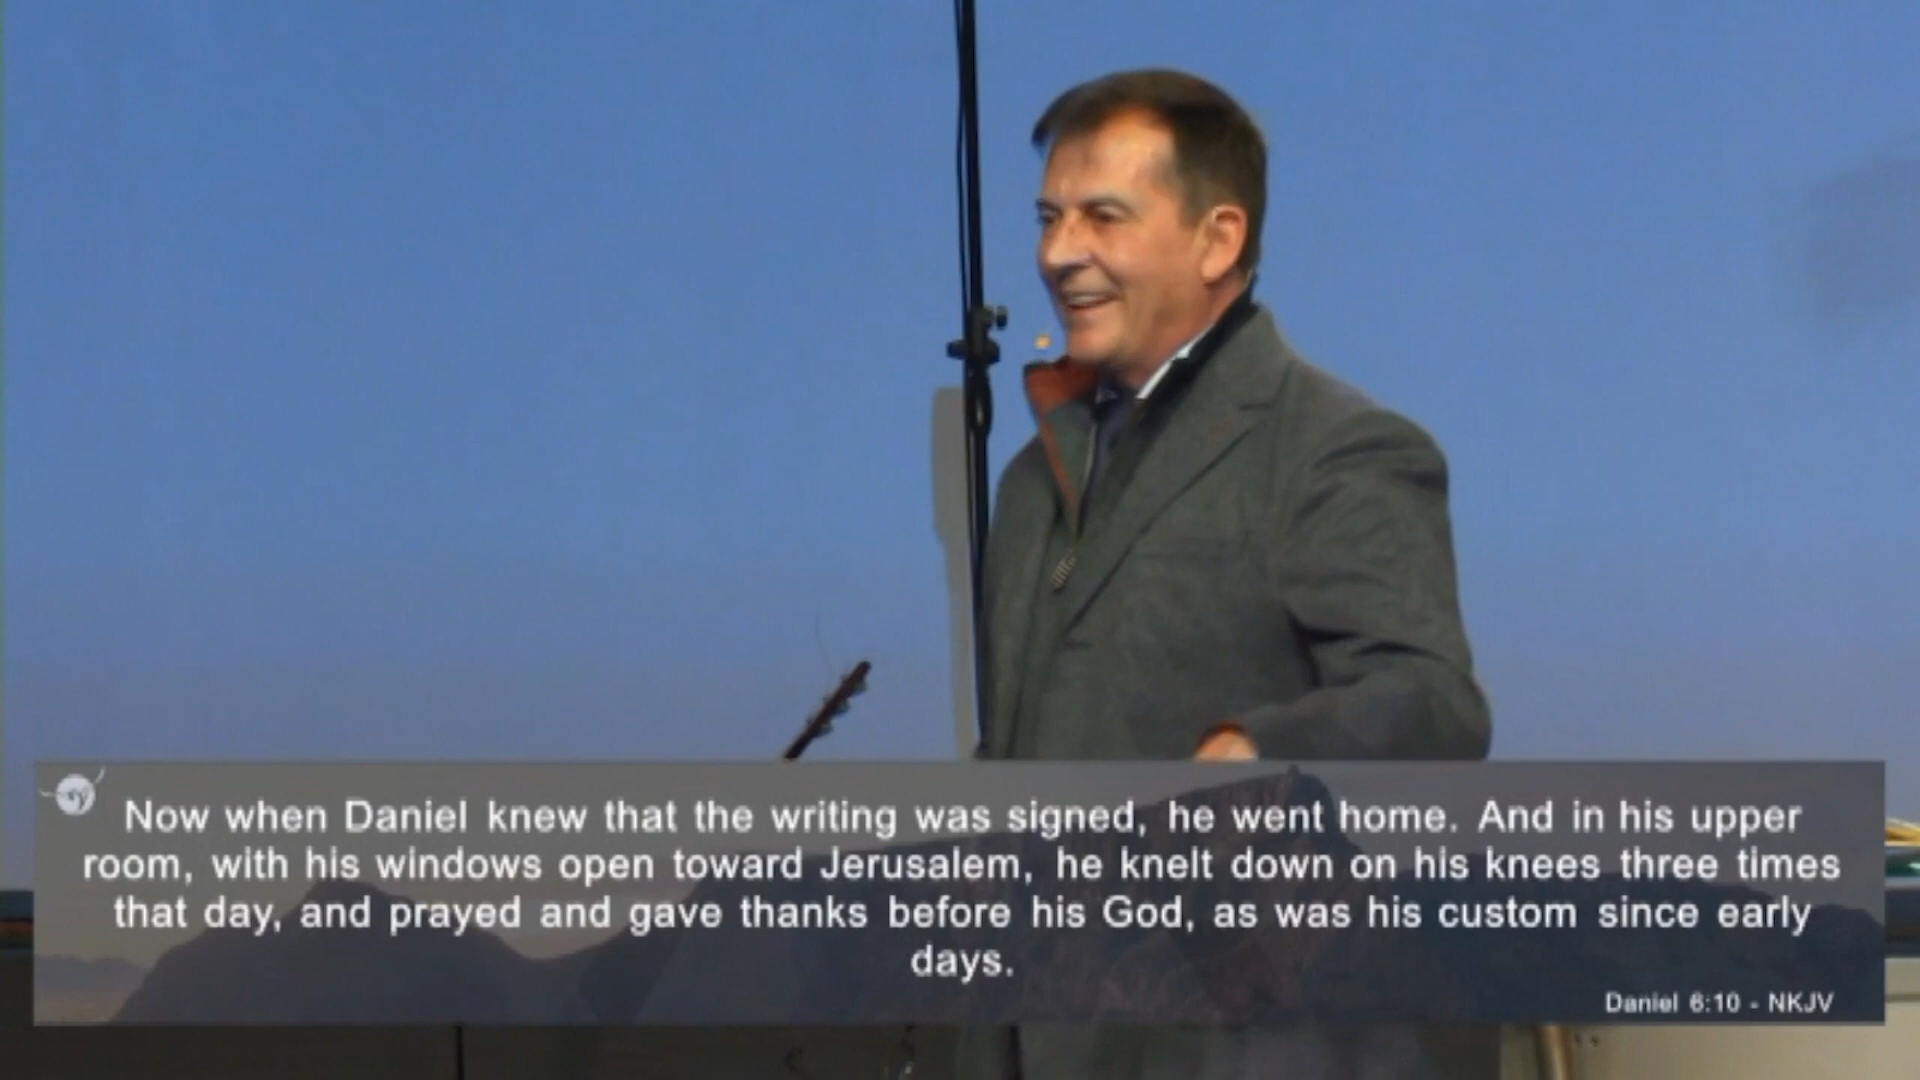 Now when Daniel knew that the writing was signed, he went home. And in his upper
room, with his windows open toward Jerusalem, he knelt down on his knees three times
that day, and prayed and gave thanks before his God, as was his custom since early
days.
Daniel 6:10 - NKJV